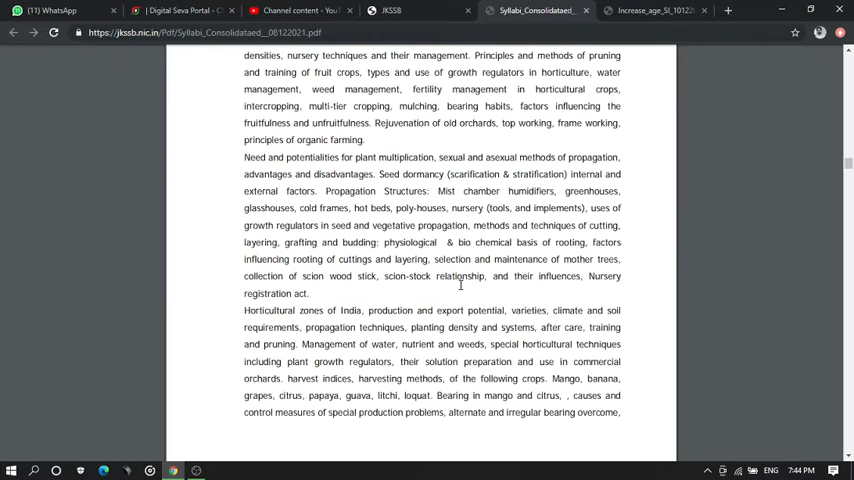 (11) WhatsApp
| Digital Seva Portal - C
Channel content - YouTube S
JKSSB
Syllabi_Consolidataed_
Increase_age_SI_10122
https://jkssb.nic.in/Pdf/Syllabi_Consolidataed_08122021.pdf
densities, nursery techniques and their management. Principles and methods of pruning
and training of fruit crops, types and use of growth regulators in horticulture, water
management, weed management, fertility management in horticultural crops,
intercropping, multi-tier cropping, mulching, bearing habits, factors influencing the
fruitfulness and unfruitfulness. Rejuvenation of old orchards, top working, frame working,
principles of organic farming.
Need and potentialities for plant multiplication, sexual and asexual methods of propagation,
advantages and disadvantages. Seed dormancy (scarification & stratification) internal and
external factors. Propagation Structures: Mist chamber humidifiers, greenhouses,
glasshouses, cold frames, hot beds, poly-houses, nursery (tools, and implements), uses of
growth regulators in seed and vegetative propagation, methods and techniques of cutting,
layering, grafting and budding; physiological & bio chemical basis of rooting, factors
influencing rooting of cuttings and layering, selection and maintenance of mother trees,
collection of scion wood stick, scion-stock relationship, and their influences, Nursery
registration act.
Horticultural zones of India, production and export potential, varieties, climate and soil
requirements, propagation techniques, planting density and systems, after care, training
and pruning. Management of water, nutrient and weeds, special horticultural techniques
including plant growth regulators, their solution preparation and use in commercial
orchards. harvest indices, harvesting methods, of the following crops. Mango, banana,
grapes, citrus, papaya, guava, litchi, loquat. Bearing in mango and citrus, , causes and
control measures of special production problems, alternate and irregular bearing overcome,
ENG
7:44 PM